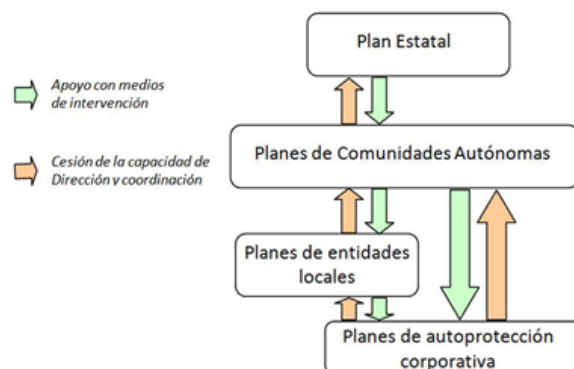 Plan Estatal
Apoyo con medios
de intervención
Planes de Comunidades Autónomas
Cesión de la capacidad de
Dirección y coordinación
Planes de entidades
locales
Planes de autoprotección
corporativa